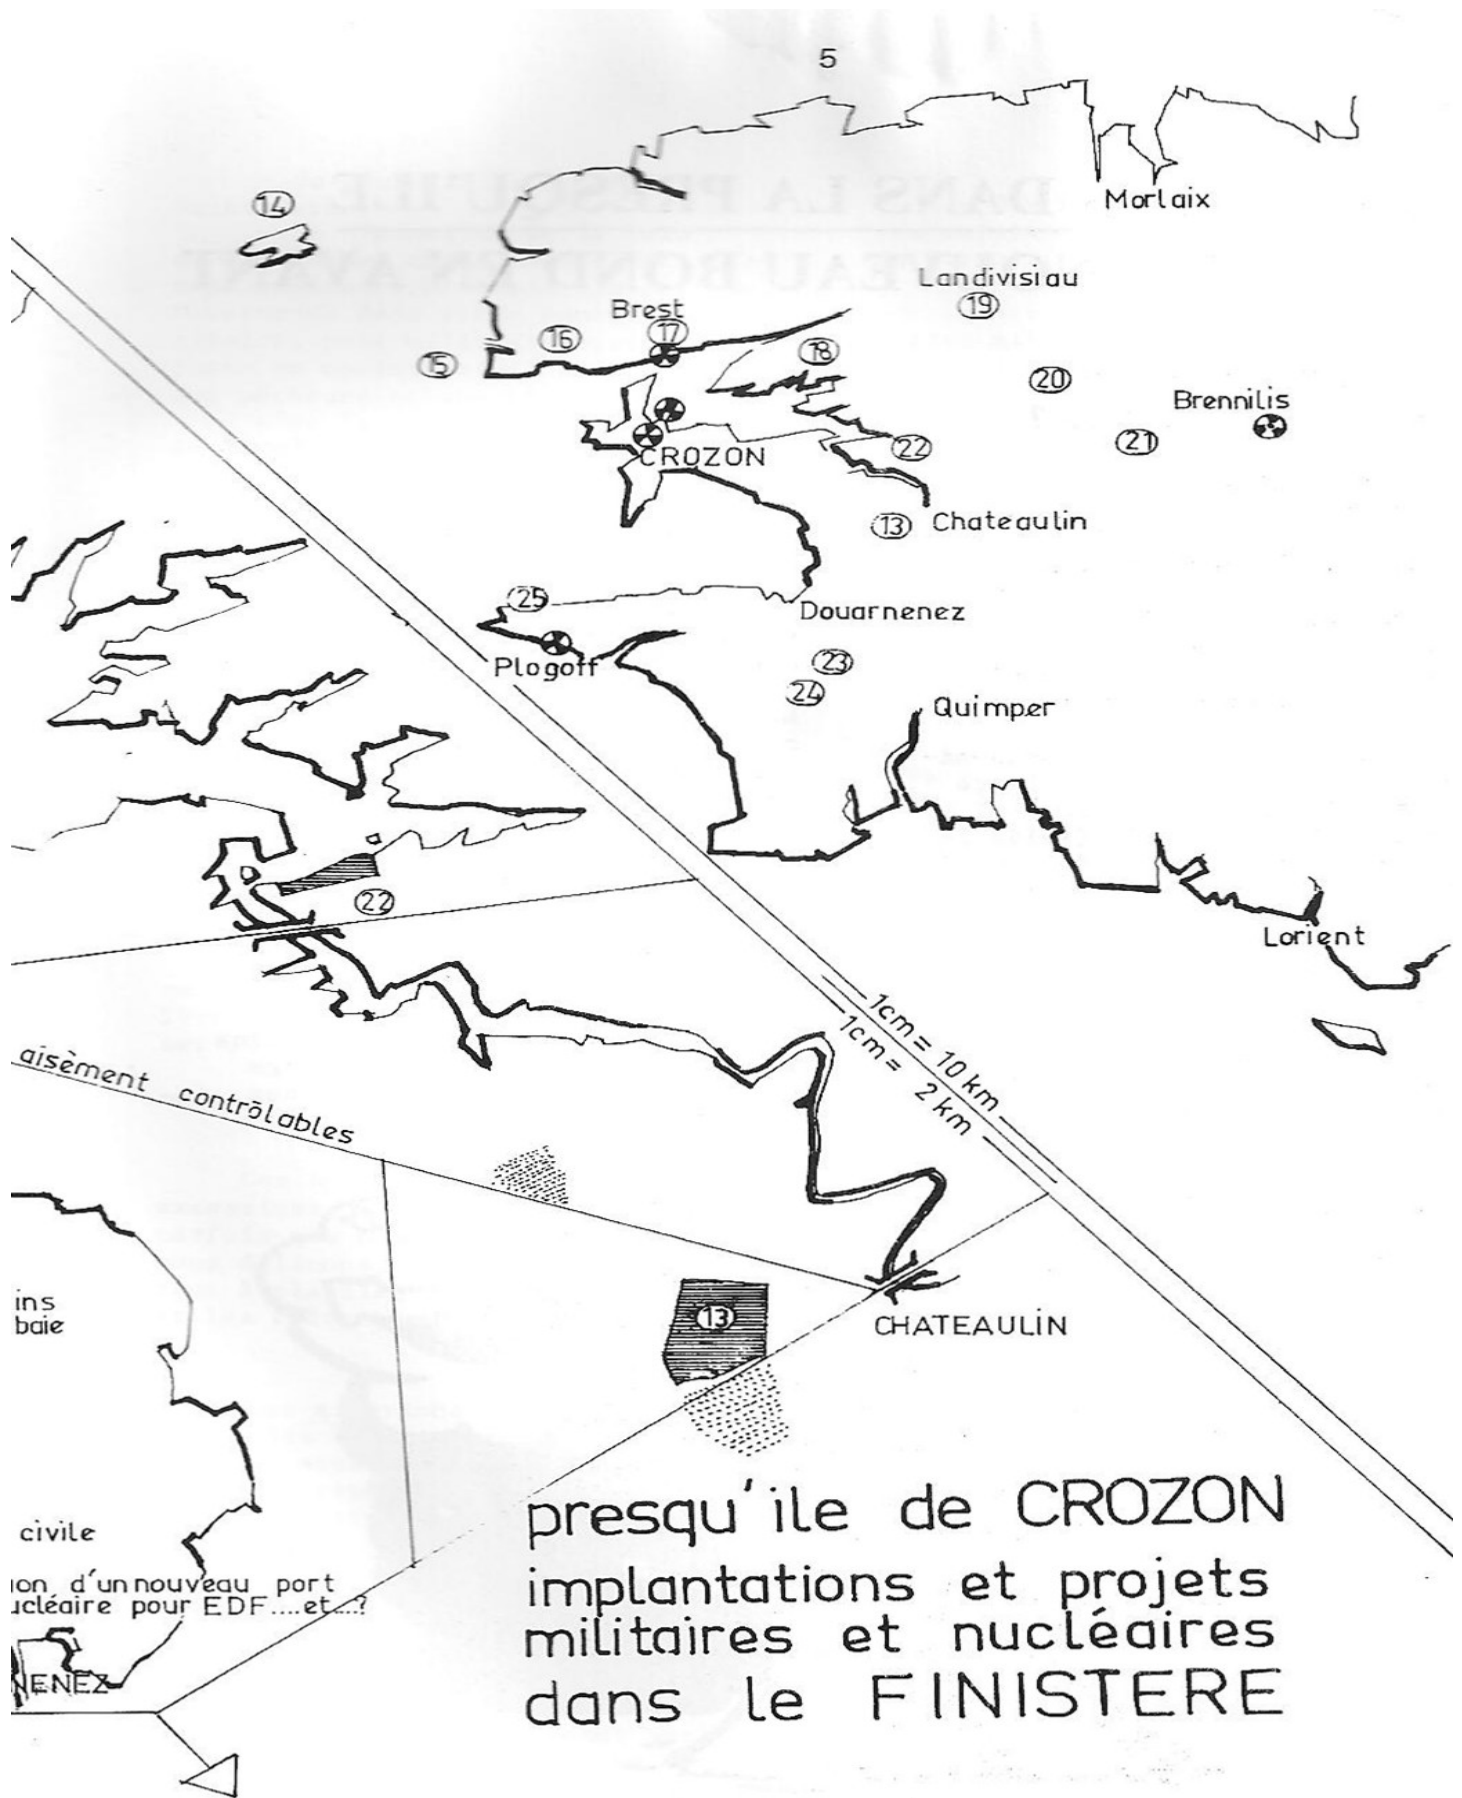 5
Morlaix
14
Landivisiau
19
Brest
17
16
15
18
20
Brennilis
21
CROZON
22
13 Chateaulin
25
Douarnenez
Plogoff
23
24
Quimper
22
Lorient
1cm = 10 km
1cm = 2 km
aisèment contrôlables
13
CHATEAULIN
ins
baie
presqu'ile de CROZON
implantations et projets
militaires et nucléaires
dans le FINISTERE
civile
ion d'un nouveau port
ucléaire pour EDF....et....?
NENEZ